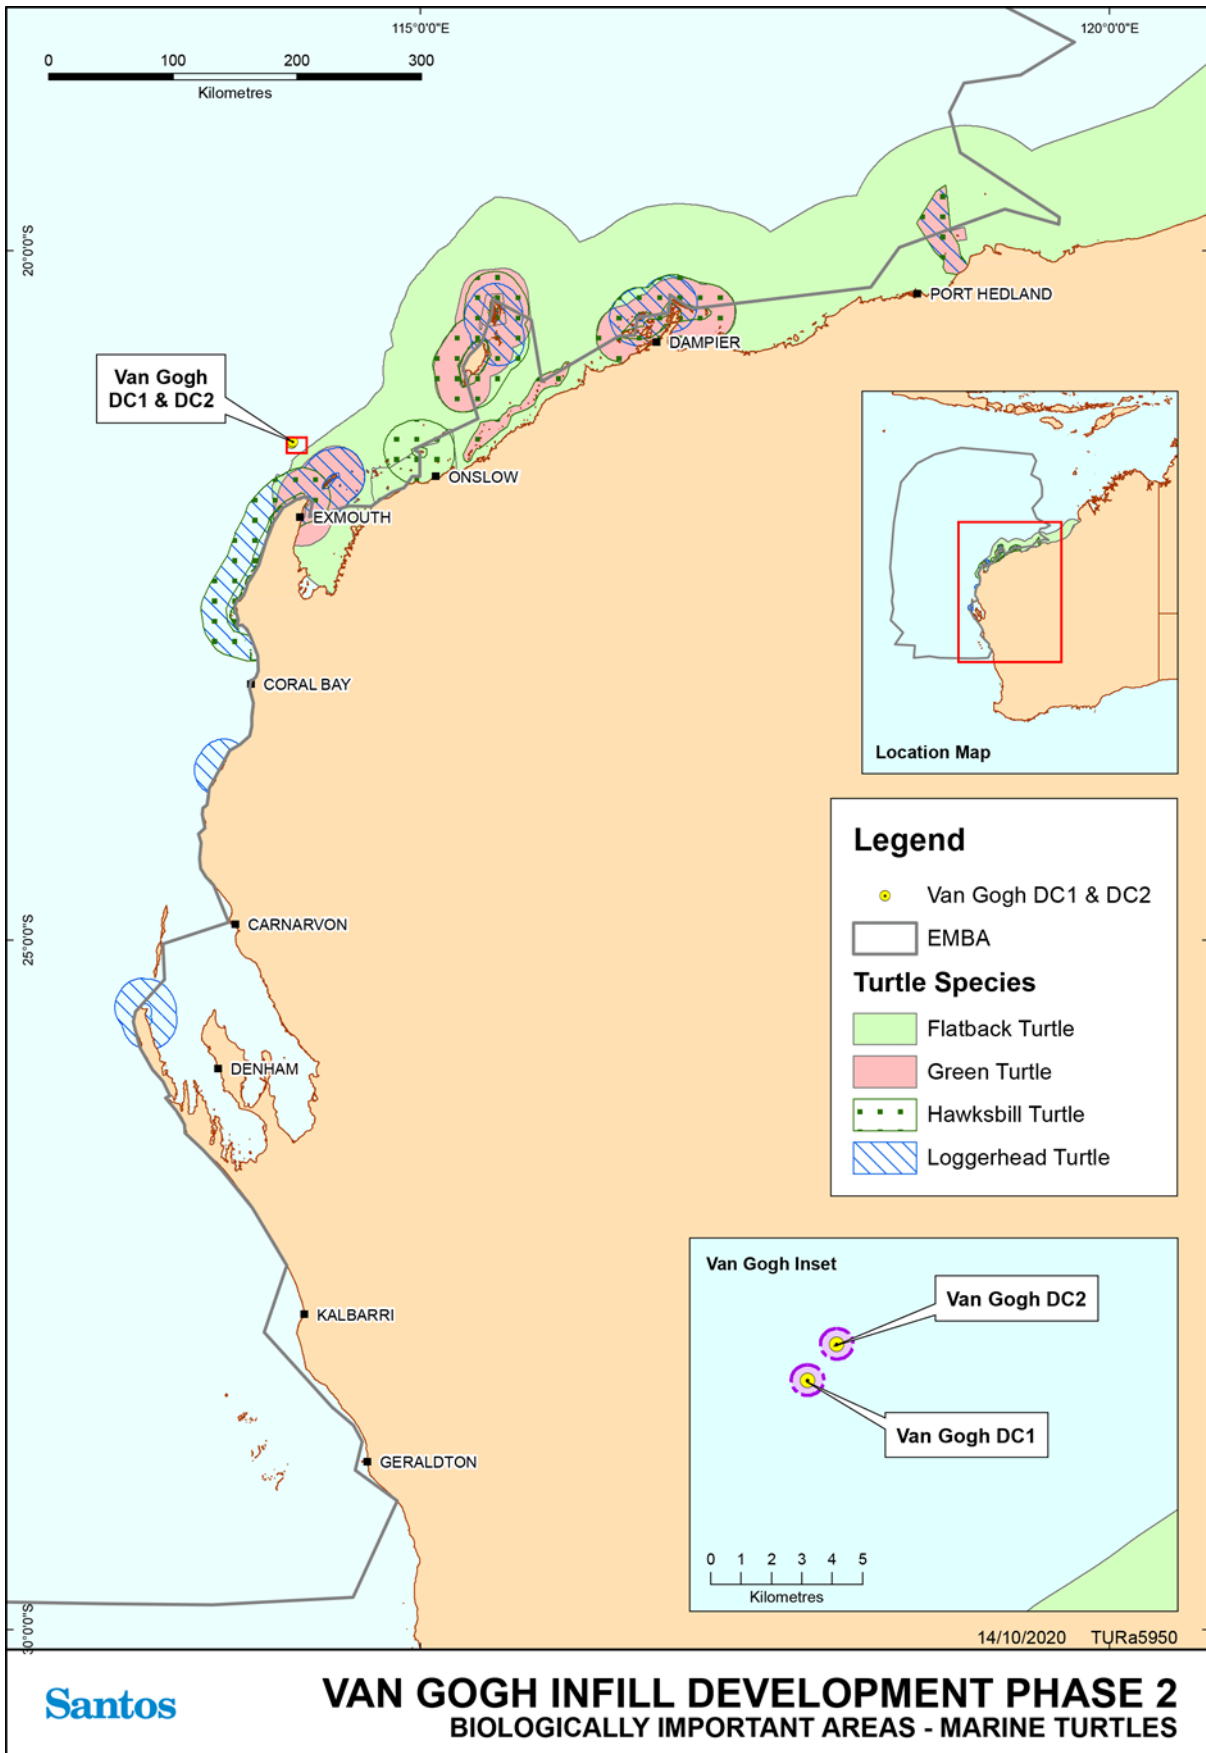 115°0'0"E
120°0'0"E
0 100 200 300
Kilometres
20°0'0"S
PORT HEDLAND
DAMPIER
Van Gogh
DC1 & DC2
ONSLOW
EXMOUTH
CORAL BAY
Location Map
Legend
Van Gogh DC1 & DC2
EMBA
Turtle Species
Flatback Turtle
Green Turtle
Hawksbill Turtle
Loggerhead Turtle
CARNARVON
25°0'0"S
DENHAM
KALBARRI
GERALDTON
Van Gogh Inset
Van Gogh DC2
Van Gogh DC1
0 1 2 3 4 5
Kilometres
30°0'0"S
14/10/2020 TURa5950
Santos
VAN GOGH INFILL DEVELOPMENT PHASE 2
BIOLOGICALLY IMPORTANT AREAS - MARINE TURTLES